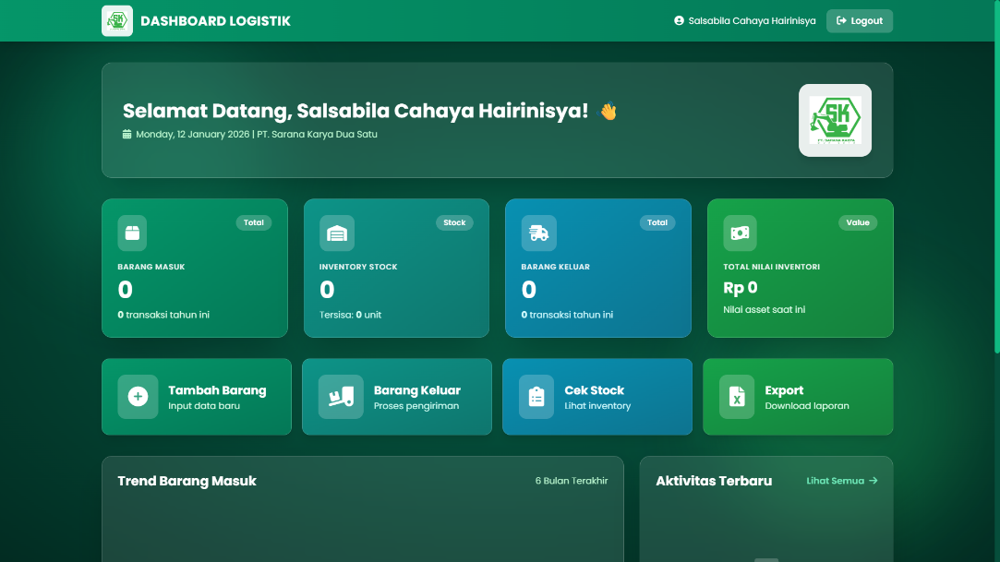 DASHBOARD LOGISTIK
Salsabila Cahaya Hairinisya
Logout
Selamat Datang, Salsabila Cahaya Hairinisya! 👋
Monday, 12 January 2026 | PT. Sarana Karya Dua Satu
SK
PT. SARANA KARYA
Total
BARANG MASUK
0
0 transaksi tahun ini
Stock
INVENTORY STOCK
0
Tersisa: 0 unit
Total
BARANG KELUAR
0
0 transaksi tahun ini
Value
TOTAL NILAI INVENTORI
Rp 0
Nilai asset saat ini
Tambah Barang
Input data baru
Barang Keluar
Proses pengiriman
Cek Stock
Lihat inventory
Export
Download laporan
Trend Barang Masuk
6 Bulan Terakhir
Aktivitas Terbaru
Lihat Semua →